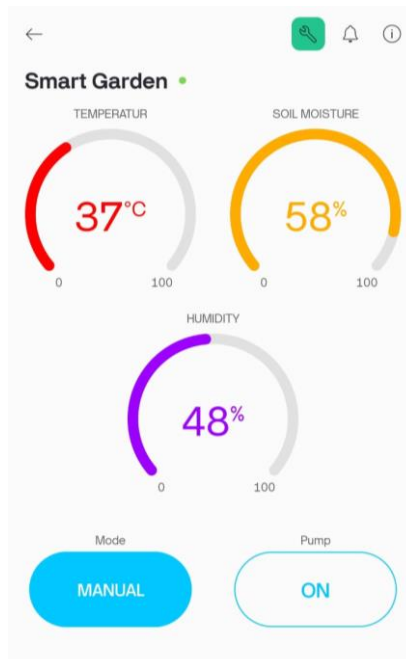 Smart Garden
TEMPERATUR
SOIL MOISTURE
37°C
58%
0 100
0 100
HUMIDITY
48%
0 100
Mode
Pump
MANUAL
ON